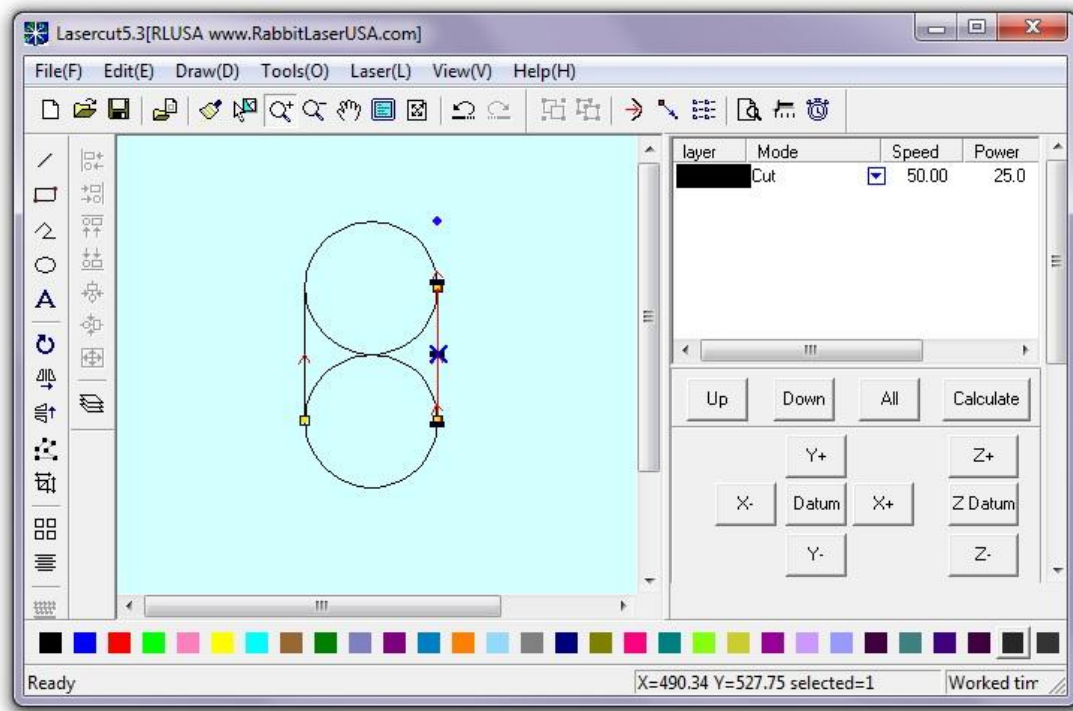 Lasercut5.3[RLUSA www.RabbitLaserUSA.com]
File(F) Edit(E) Draw(D) Tools(O) Laser(L) View(V) Help(H)
layer Mode Speed Power
Cut 50.00 25.0
Up Down All Calculate
Y+ Z+
X- Datum X+ Z Datum
Y- Z-
Ready X=490.34 Y=527.75 selected=1 Worked tim